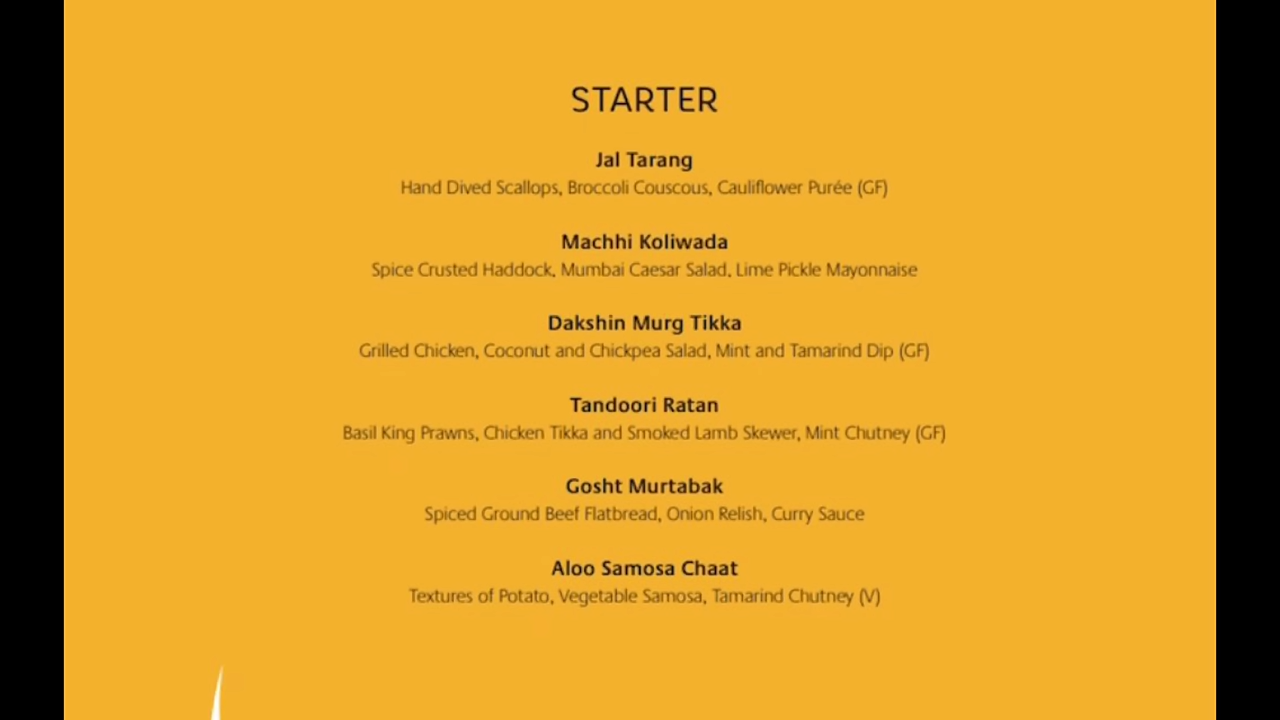 STARTER
Jal Tarang
Hand Dived Scallops, Broccoli Couscous, Cauliflower Purée (GF)
Machhi Koliwada
Spice Crusted Haddock, Mumbai Caesar Salad, Lime Pickle Mayonnaise
Dakshin Murg Tikka
Grilled Chicken, Coconut and Chickpea Salad, Mint and Tamarind Dip (GF)
Tandoori Ratan
Basil King Prawns, Chicken Tikka and Smoked Lamb Skewer, Mint Chutney (GF)
Gosht Murtabak
Spiced Ground Beef Flatbread, Onion Relish, Curry Sauce
Aloo Samosa Chaat
Textures of Potato, Vegetable Samosa, Tamarind Chutney (V)